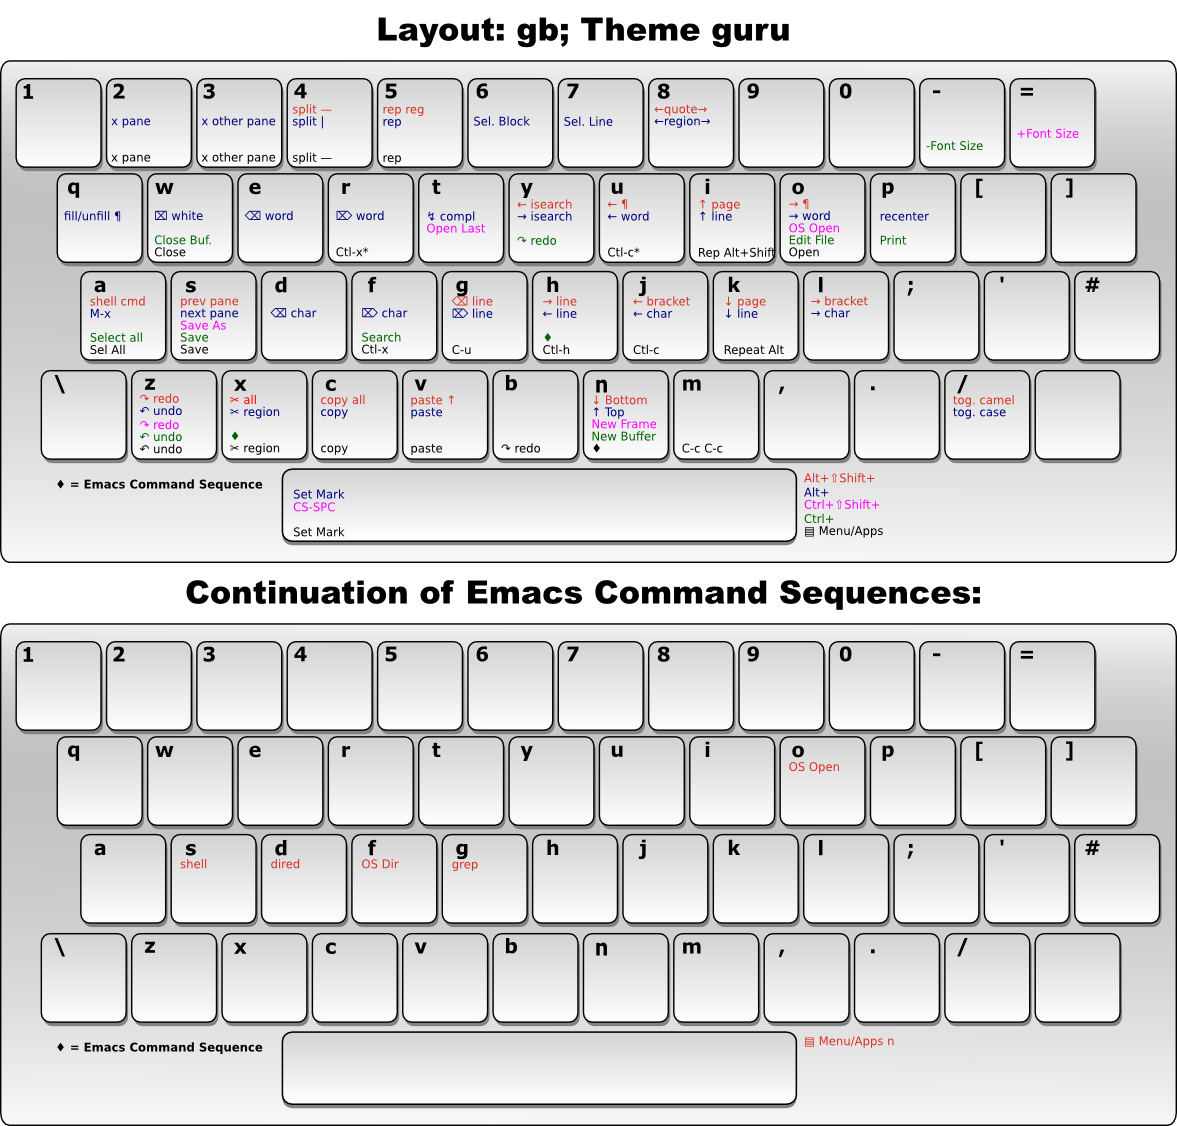 Layout: gb; Theme guru
1
2
x pane
x pane
3
x other pane
x other pane
4
split —
split |
split —
5
rep reg
rep
rep
6
Sel. Block
7
Sel. Line
8
←quote→
←region→
9
0
-
-Font Size
=
+Font Size
q
fill/unfill ¶
w
⌧ white
Close Buf.
Close
e
⌫ word
r
⌦ word
Ctl-x*
t
↯ compl
Open Last
y
← isearch
→ isearch
↷ redo
u
← ¶
← word
Ctl-c*
i
↑ page
↑ line
Rep Alt+Shift
o
→ ¶
→ word
OS Open
Edit File
Open
p
recenter
Print
[
]
a
shell cmd
M-x
Select all
Sel All
s
prev pane
next pane
Save As
Save
Save
d
⌫ char
f
⌦ char
Search
Ctl-x
g
⌫ line
⌦ line
C-u
h
→ line
← line
♦
Ctl-h
j
← bracket
← char
Ctl-c
k
↓ page
↓ line
Repeat Alt
l
→ bracket
→ char
;
'
#
\
z
↷ redo
↶ undo
↷ redo
↶ undo
↶ undo
x
✂ all
✂ region
♦
✂ region
c
copy all
copy
copy
v
paste ↑
paste
paste
b
↷ redo
n
↓ Bottom
↑ Top
New Frame
New Buffer
♦
m
C-c C-c
,
.
/
tog. camel
tog. case
♦ = Emacs Command Sequence
Set Mark
CS-SPC
Set Mark
Alt+⇧Shift+
Alt+
Ctrl+⇧Shift+
Ctrl+
▤ Menu/Apps
Continuation of Emacs Command Sequences:
1
2
3
4
5
6
7
8
9
0
-
=
q
w
e
r
t
y
u
i
o
OS Open
p
[
]
a
s
shell
d
dired
f
OS Dir
g
grep
h
j
k
l
;
'
#
\
z
x
c
v
b
n
m
,
.
/
♦ = Emacs Command Sequence
▤ Menu/Apps n